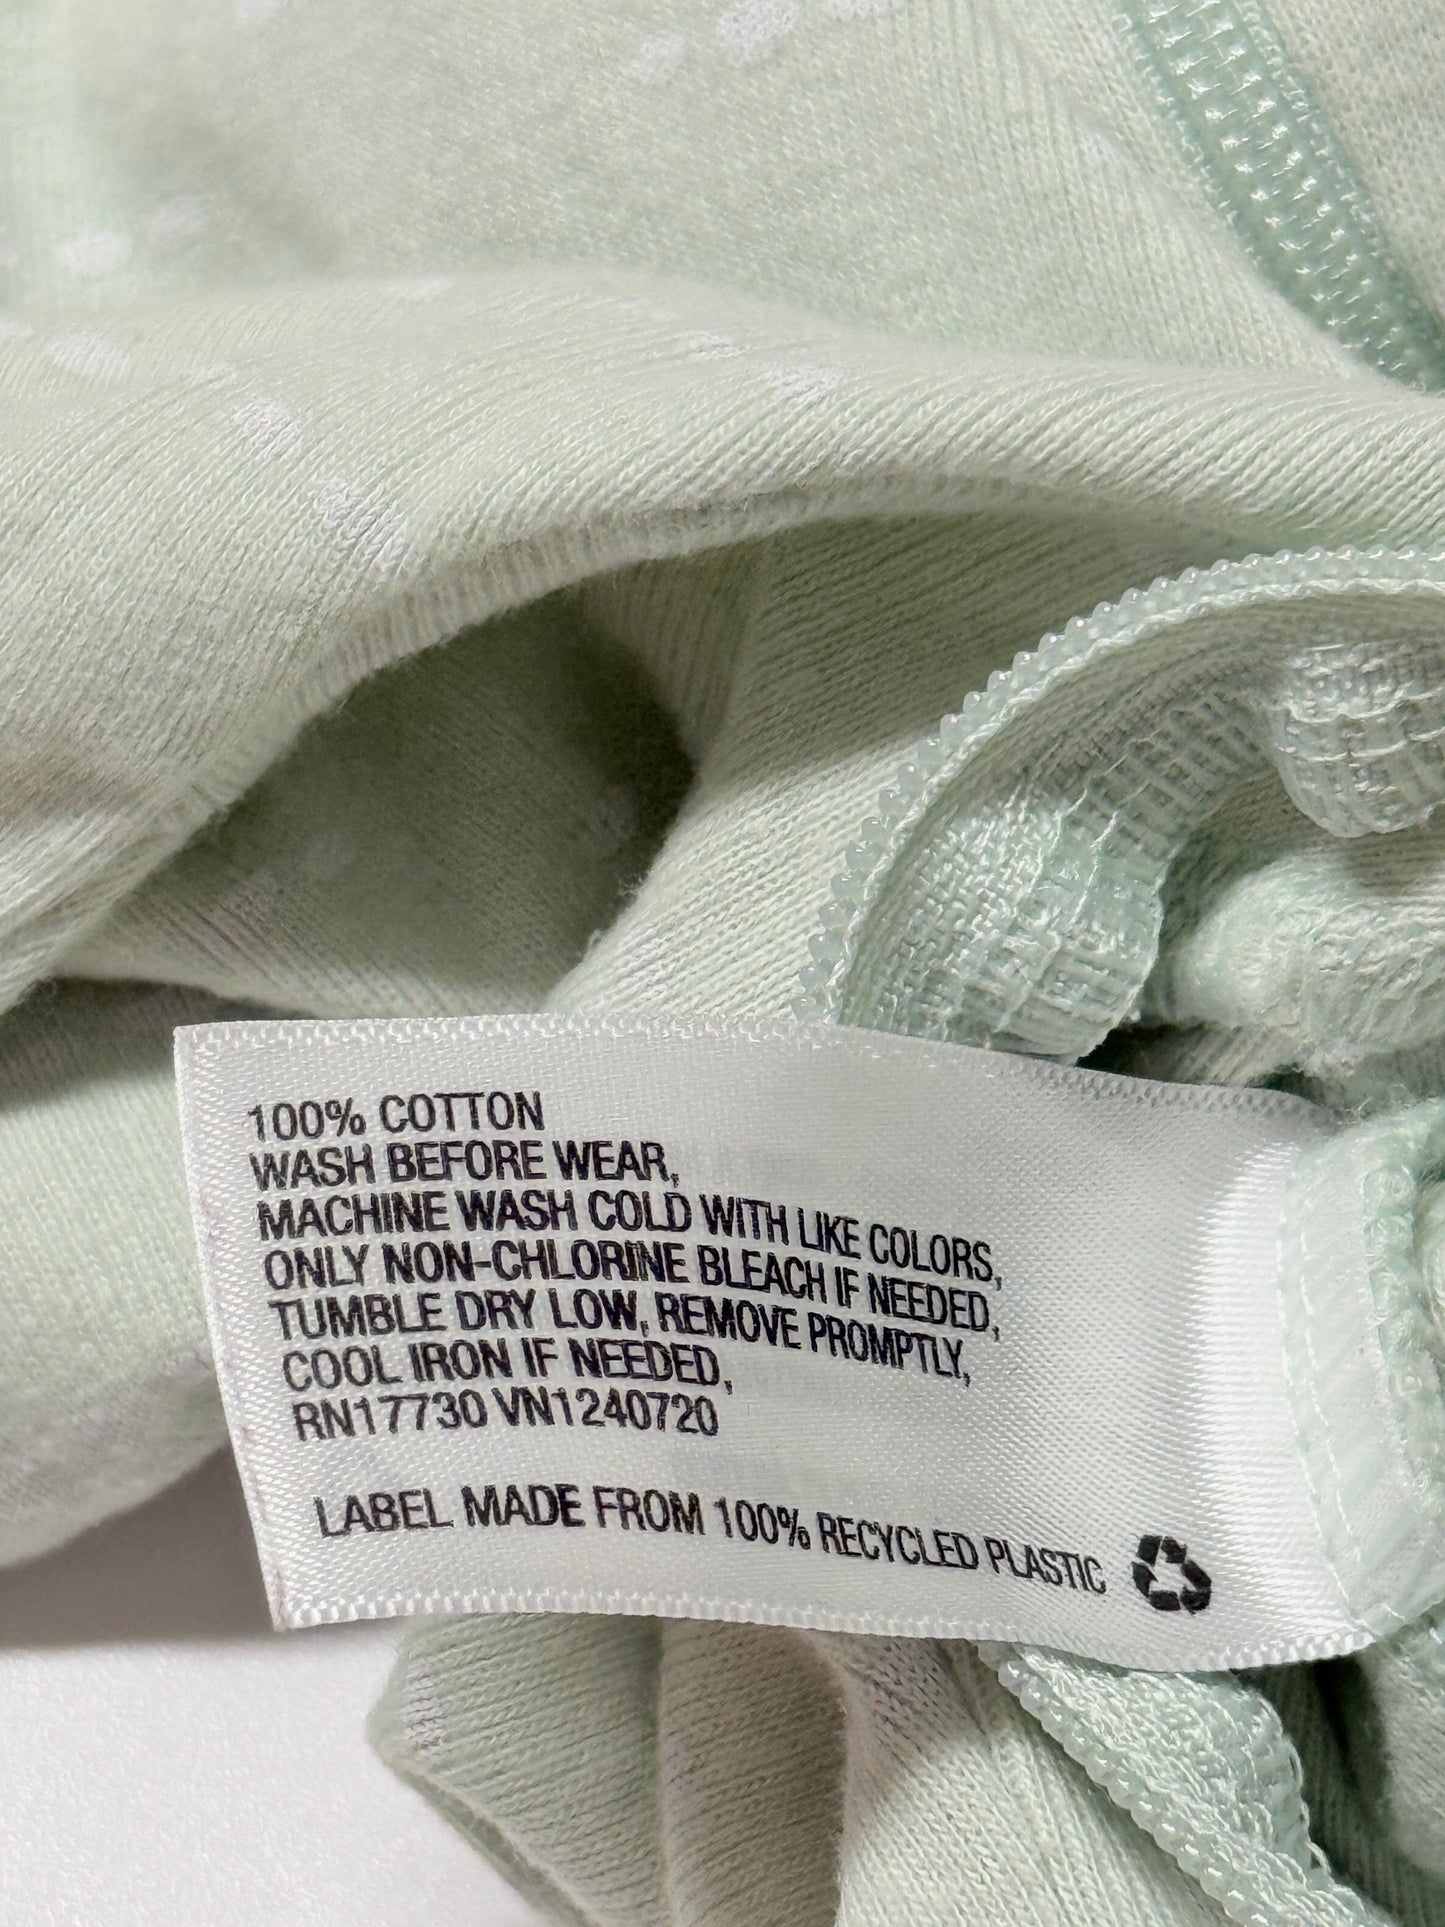 100% COTTON
WASH BEFORE WEAR,
MACHINE WASH COLD WITH LIKE COLORS,
ONLY NON-CHLORINE BLEACH IF NEEDED,
TUMBLE DRY LOW, REMOVE PROMPTLY,
COOL IRON IF NEEDED,
RN17730 VN1240720
LABEL MADE FROM 100% RECYCLED PLASTIC